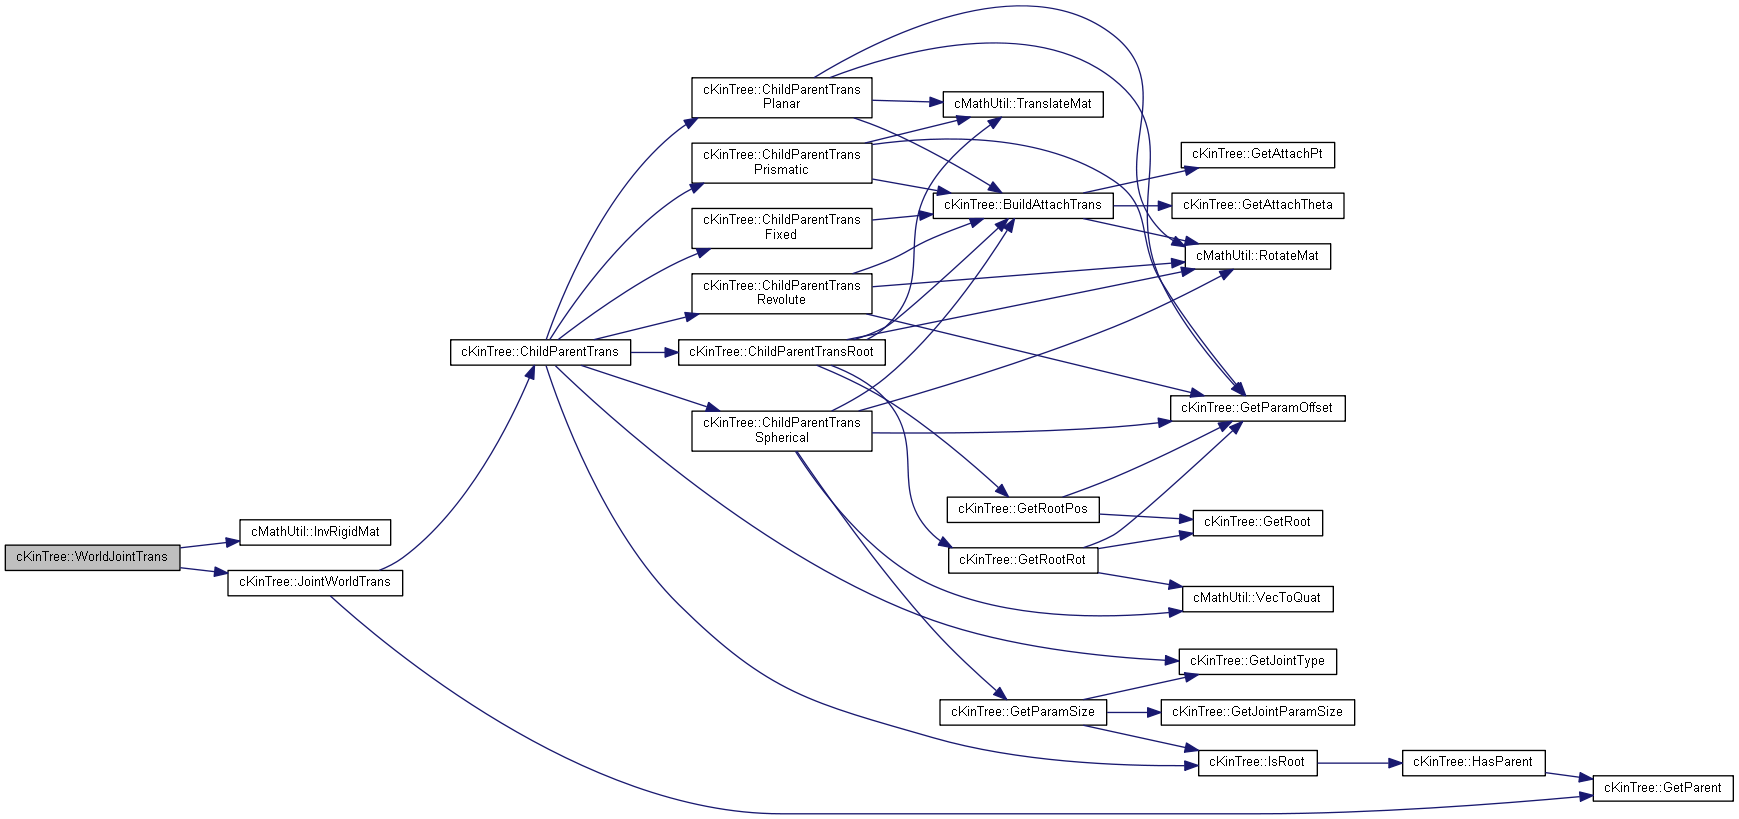 cKinTree::WorldJointTrans
cMathUtil::InvRigidMat
cKinTree::JointWorldTrans
cKinTree::ChildParentTrans
cKinTree::ChildParentTrans
Planar
cKinTree::ChildParentTrans
Prismatic
cKinTree::ChildParentTrans
Fixed
cKinTree::ChildParentTrans
Revolute
cKinTree::ChildParentTransRoot
cKinTree::ChildParentTrans
Spherical
cMathUtil::TranslateMat
cKinTree::BuildAttachTrans
cKinTree::GetRootPos
cKinTree::GetRootRot
cKinTree::GetParamSize
cKinTree::GetAttachPt
cKinTree::GetAttachTheta
cMathUtil::RotateMat
cKinTree::GetParamOffset
cKinTree::GetRoot
cMathUtil::VecToQuat
cKinTree::GetJointType
cKinTree::GetJointParamSize
cKinTree::IsRoot
cKinTree::HasParent
cKinTree::GetParent